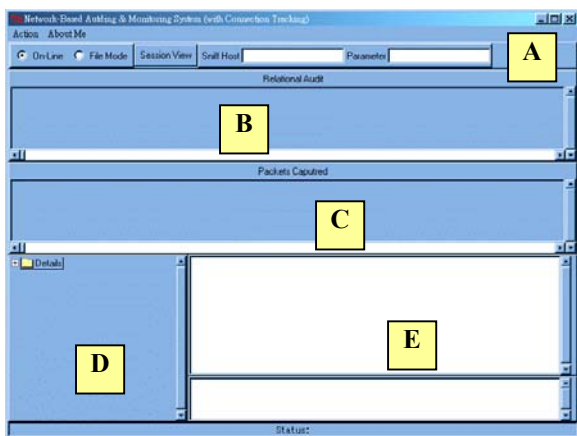 Network-Based Auditing & Monitoring System (with Connection Tracking)
Action About Me
On-Line File Mode Session View Sniff Host Parameter
A
Relational Audit
B
Packets Caputred
C
Details
D
E
Status: